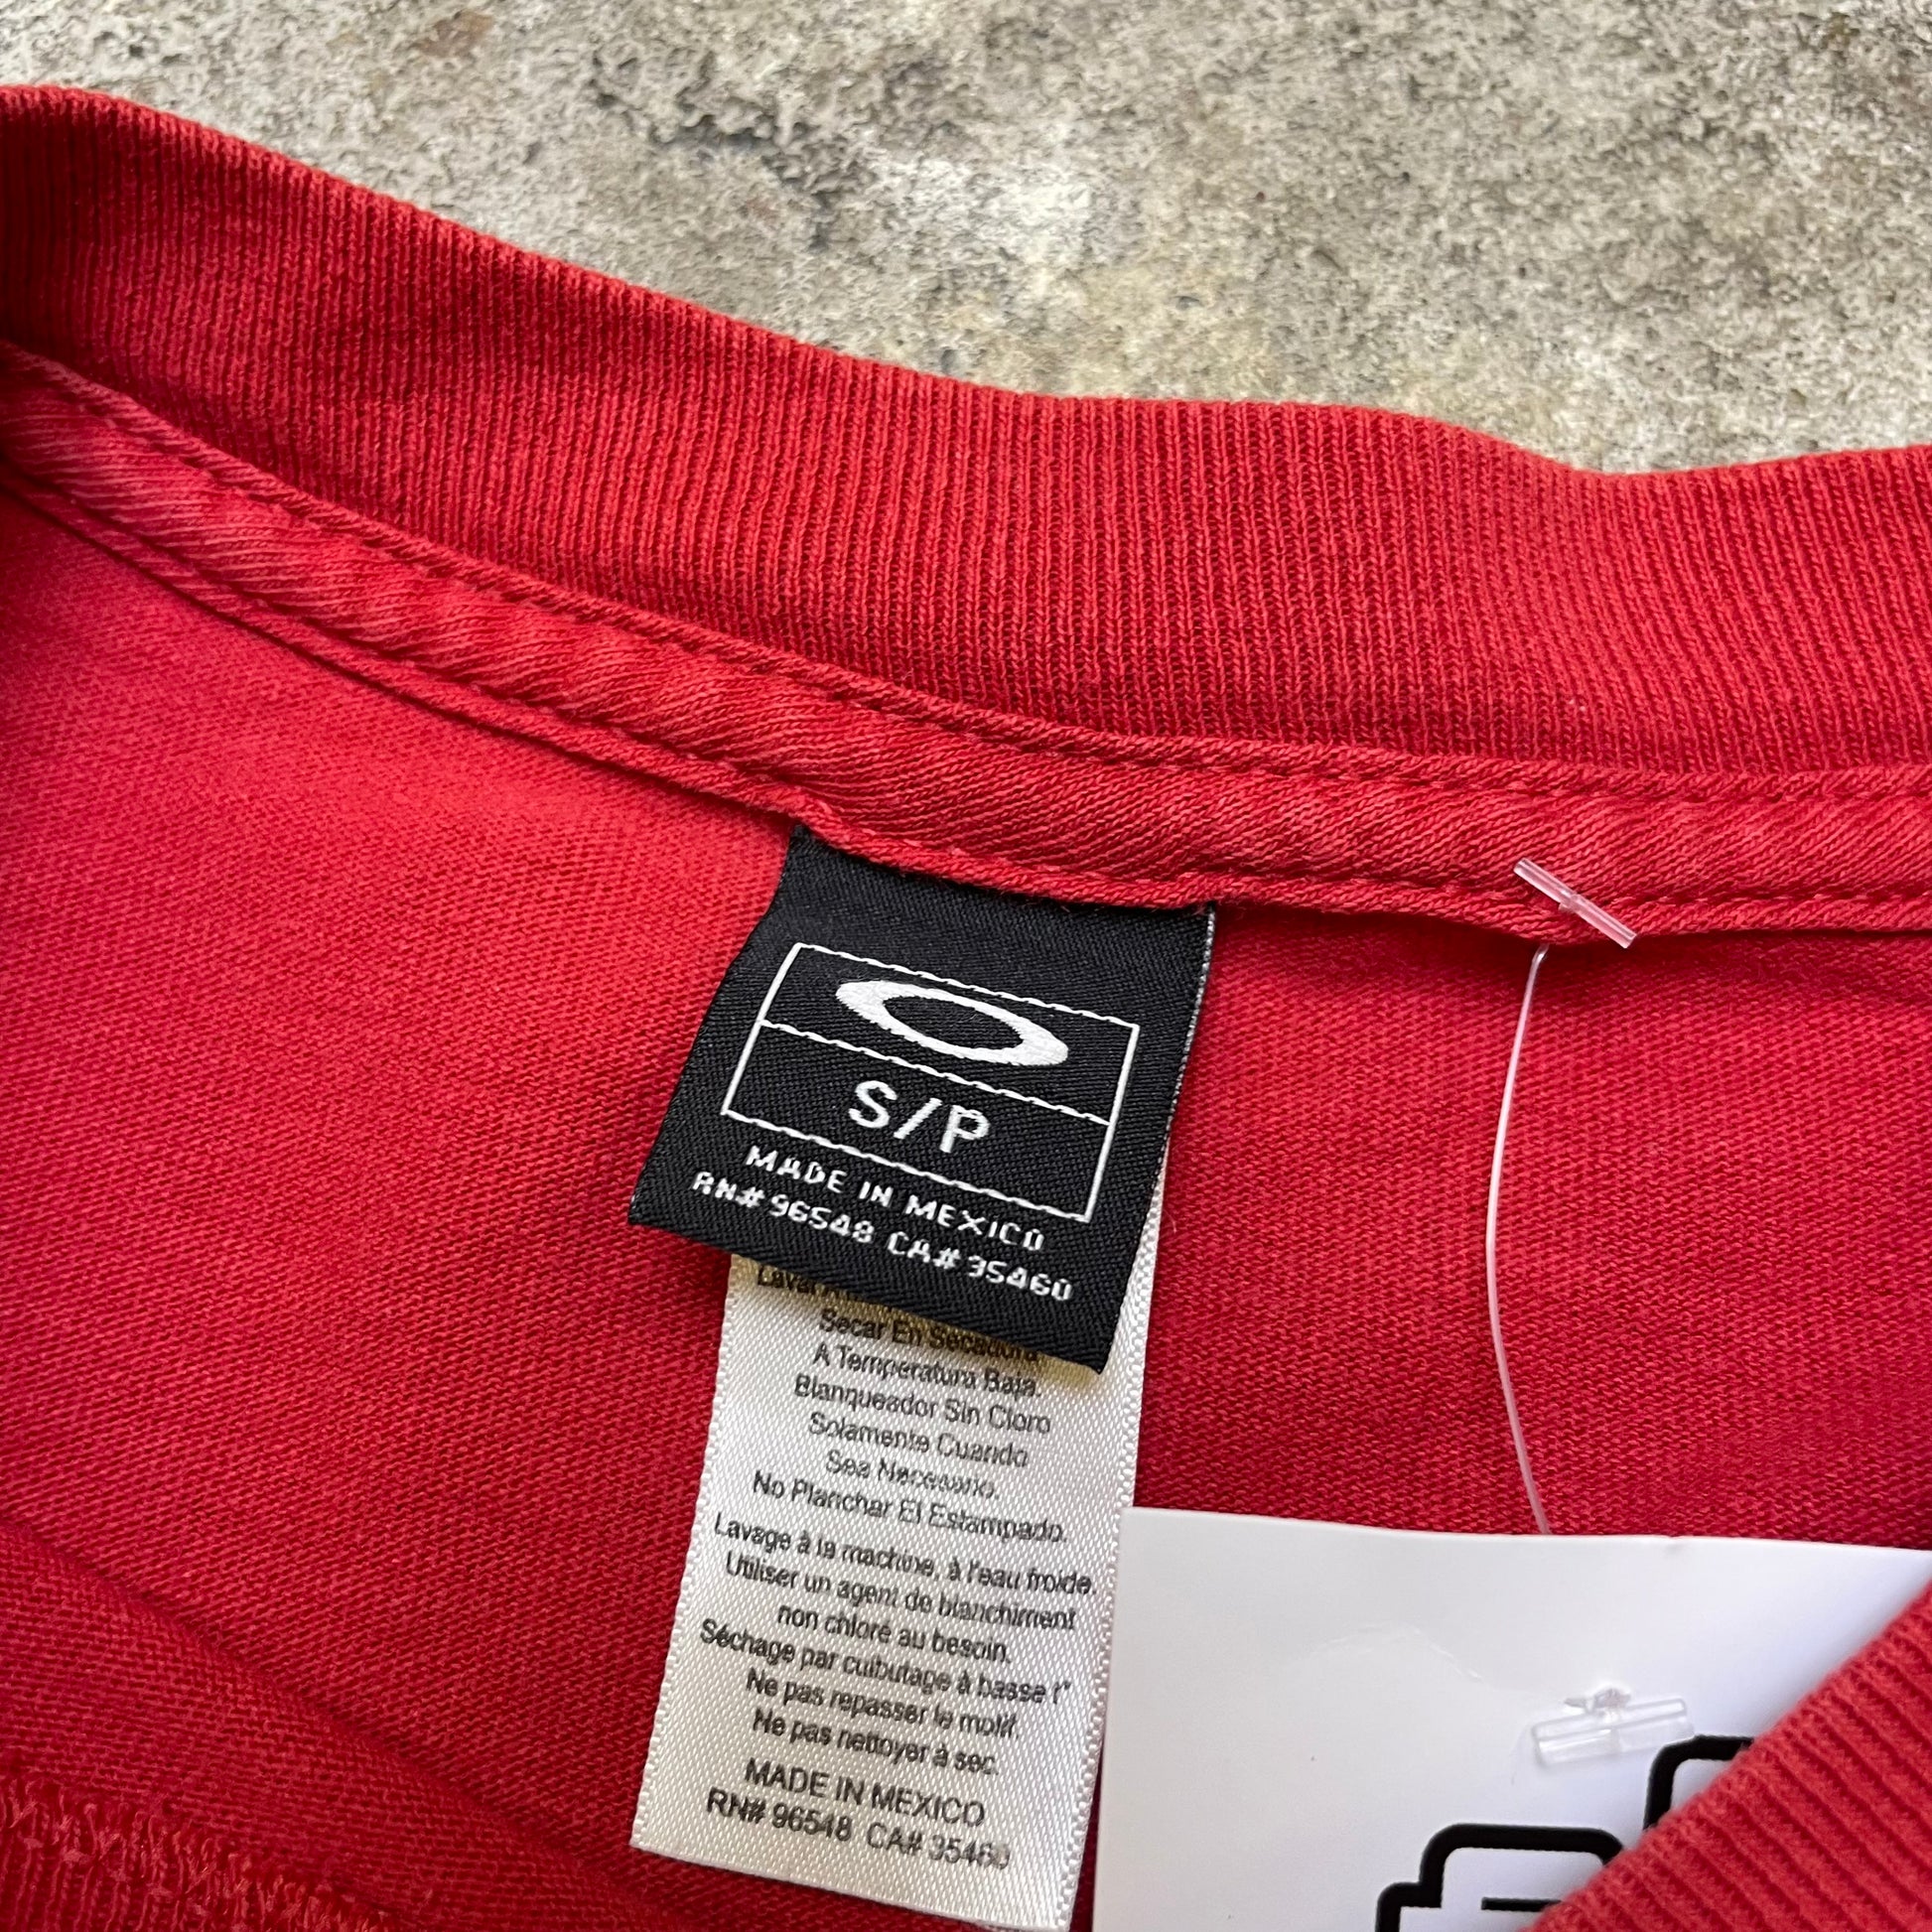 S/P
MADE IN MEXICO
RN# 96548 CA# 35460
Secar En Secadora
A Temperatura Baja.
Blanqueador Sin Cloro
Solamente Cuando
Sea Necesario.
No Planchar El Estampado.
Lavage à la machine, à l'eau froide.
Utiliser un agent de blanchiment
non chloré au besoin.
Séchage par culbutage à basse t°
Ne pas repasser le motif.
Ne pas nettoyer à sec.
MADE IN MEXICO
RN# 96548 CA# 35460